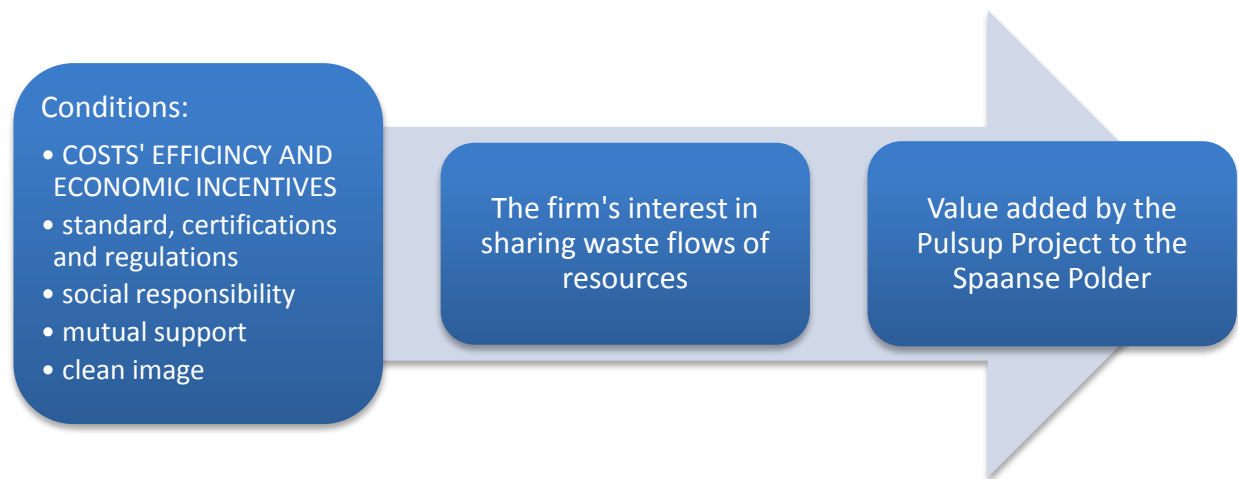 Conditions:
• COSTS' EFFICINCY AND
ECONOMIC INCENTIVES
• standard, certifications
and regulations
• social responsibility
• mutual support
• clean image
The firm's interest in
sharing waste flows of
resources
Value added by the
Pulsup Project to the
Spaanse Polder